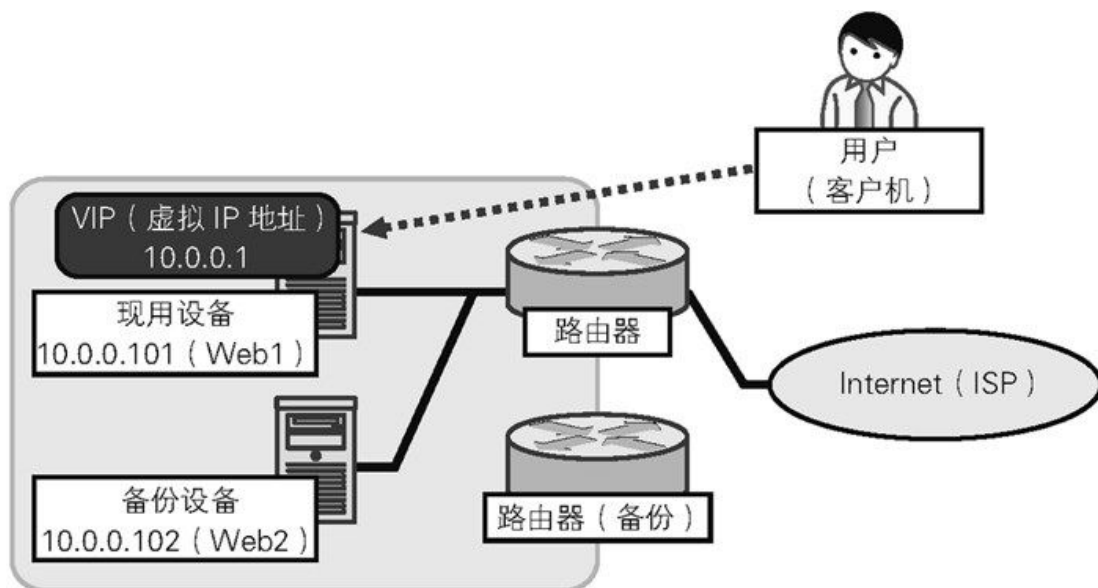 用户
（客户机）
VIP（虚拟 IP 地址）
10.0.0.1
现用设备
10.0.0.101（Web1）
路由器
Internet（ISP）
备份设备
10.0.0.102（Web2）
路由器（备份）